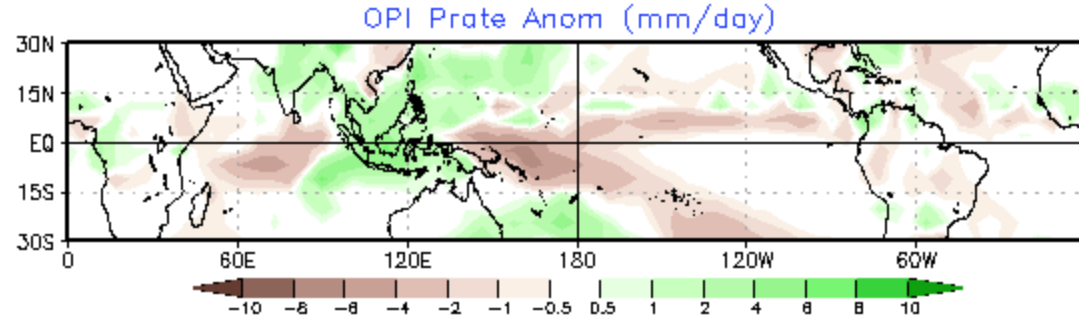 OPI Prate Anom (mm/day)
30N
15N
EQ
15S
30S
0 60E 120E 180 120W 60W
-10 -8 -6 -4 -2 -1 -0.5 0.5 1 2 4 6 8 10